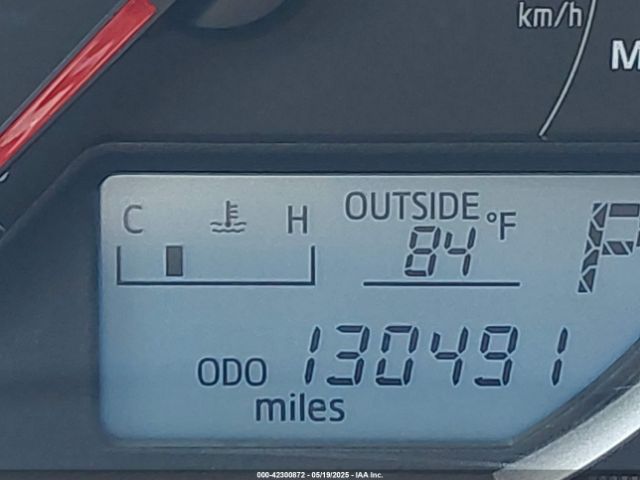 km/h
M
C H OUTSIDE °F
84
P
ODO 130491
miles
000-42300872 - 05/19/2025 - IAA Inc.